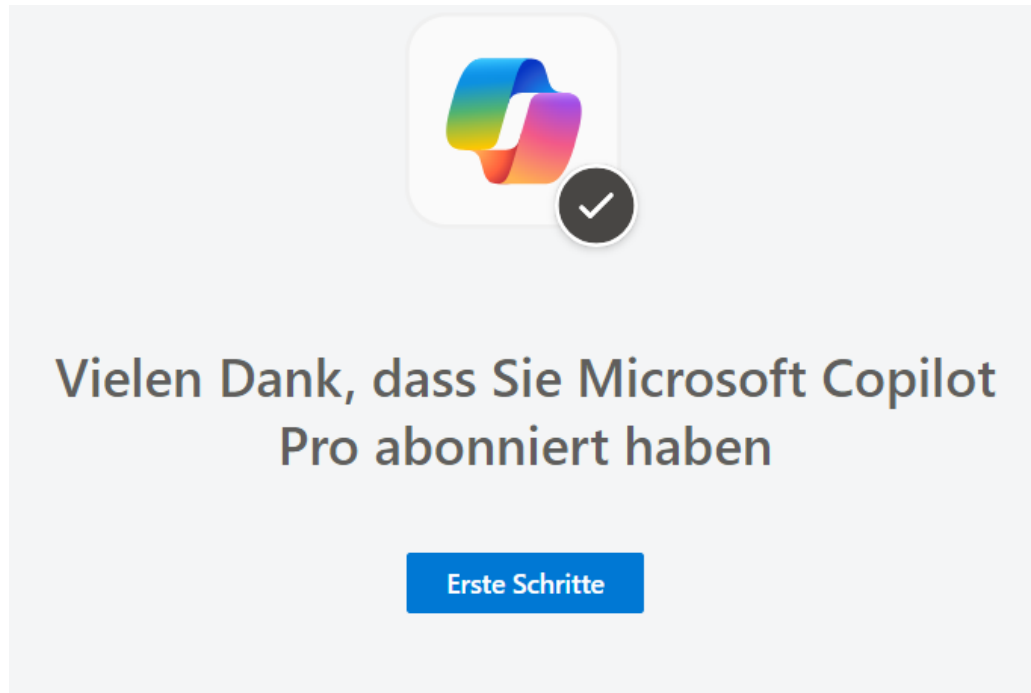 Vielen Dank, dass Sie Microsoft Copilot
Pro abonniert haben
Erste Schritte